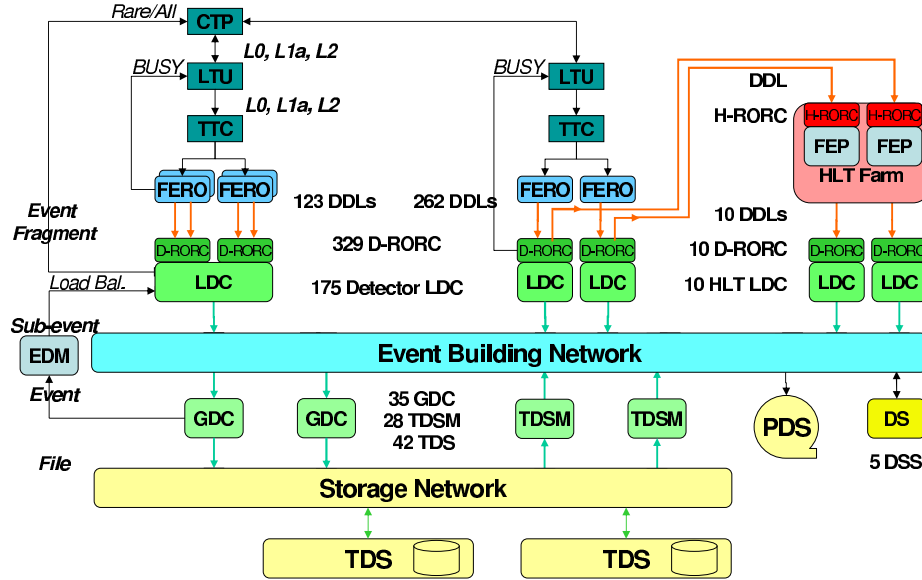 Rare/All
CTP
L0, L1a, L2
BUSY
LTU
BUSY
LTU
DDL
L0, L1a, L2
H-RORC
H-RORC
H-RORC
TTC
TTC
FEP
FEP
HLT Farm
FERO
FERO
FERO
FERO
123 DDLs
262 DDLs
Event
Fragment
10 DDLs
D-RORC
D-RORC
329 D-RORC
D-RORC
D-RORC
10 D-RORC
D-RORC
D-RORC
Load Bal.
LDC
175 Detector LDC
LDC
LDC
10 HLT LDC
LDC
LDC
Sub-event
EDM
Event Building Network
Event
35 GDC
GDC
GDC
28 TDSM
TDSM
TDSM
PDS
DS
42 TDS
File
5 DSS
Storage Network
TDS
TDS